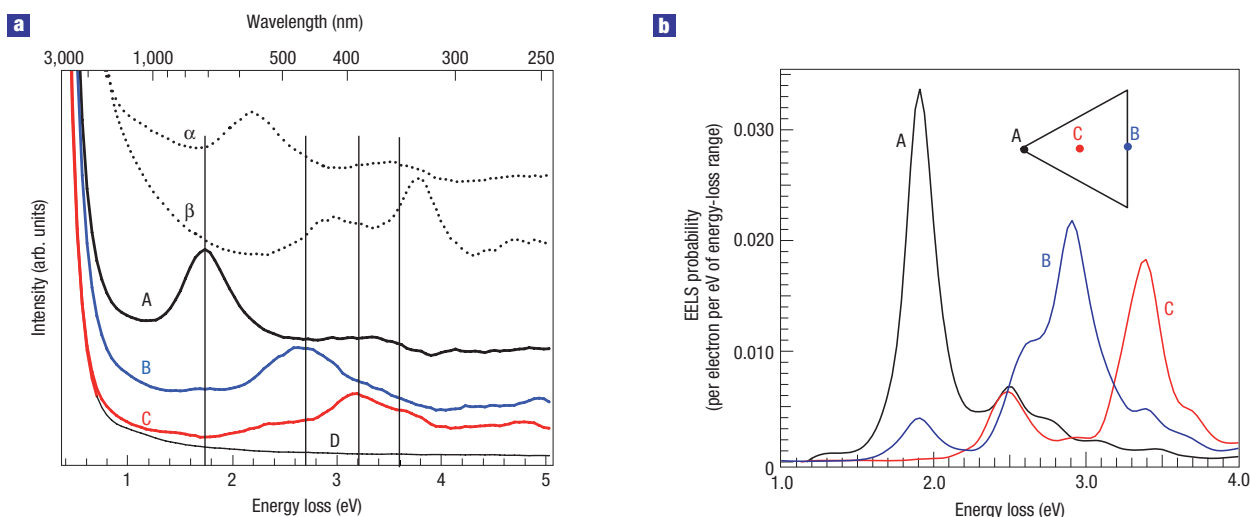 a
Wavelength (nm)
3,000 1,000 480 400 300 250
Intensity (arb. units)
α
β
A
B
C
D
1 2 3 4 5
Energy loss (eV)
b
EELS probability
(per electron per eV of energy-loss range)
0.030
0.020
0.010
0
A
B
C
A
C
B
1.0 2.0 3.0 4.0
Energy loss (eV)